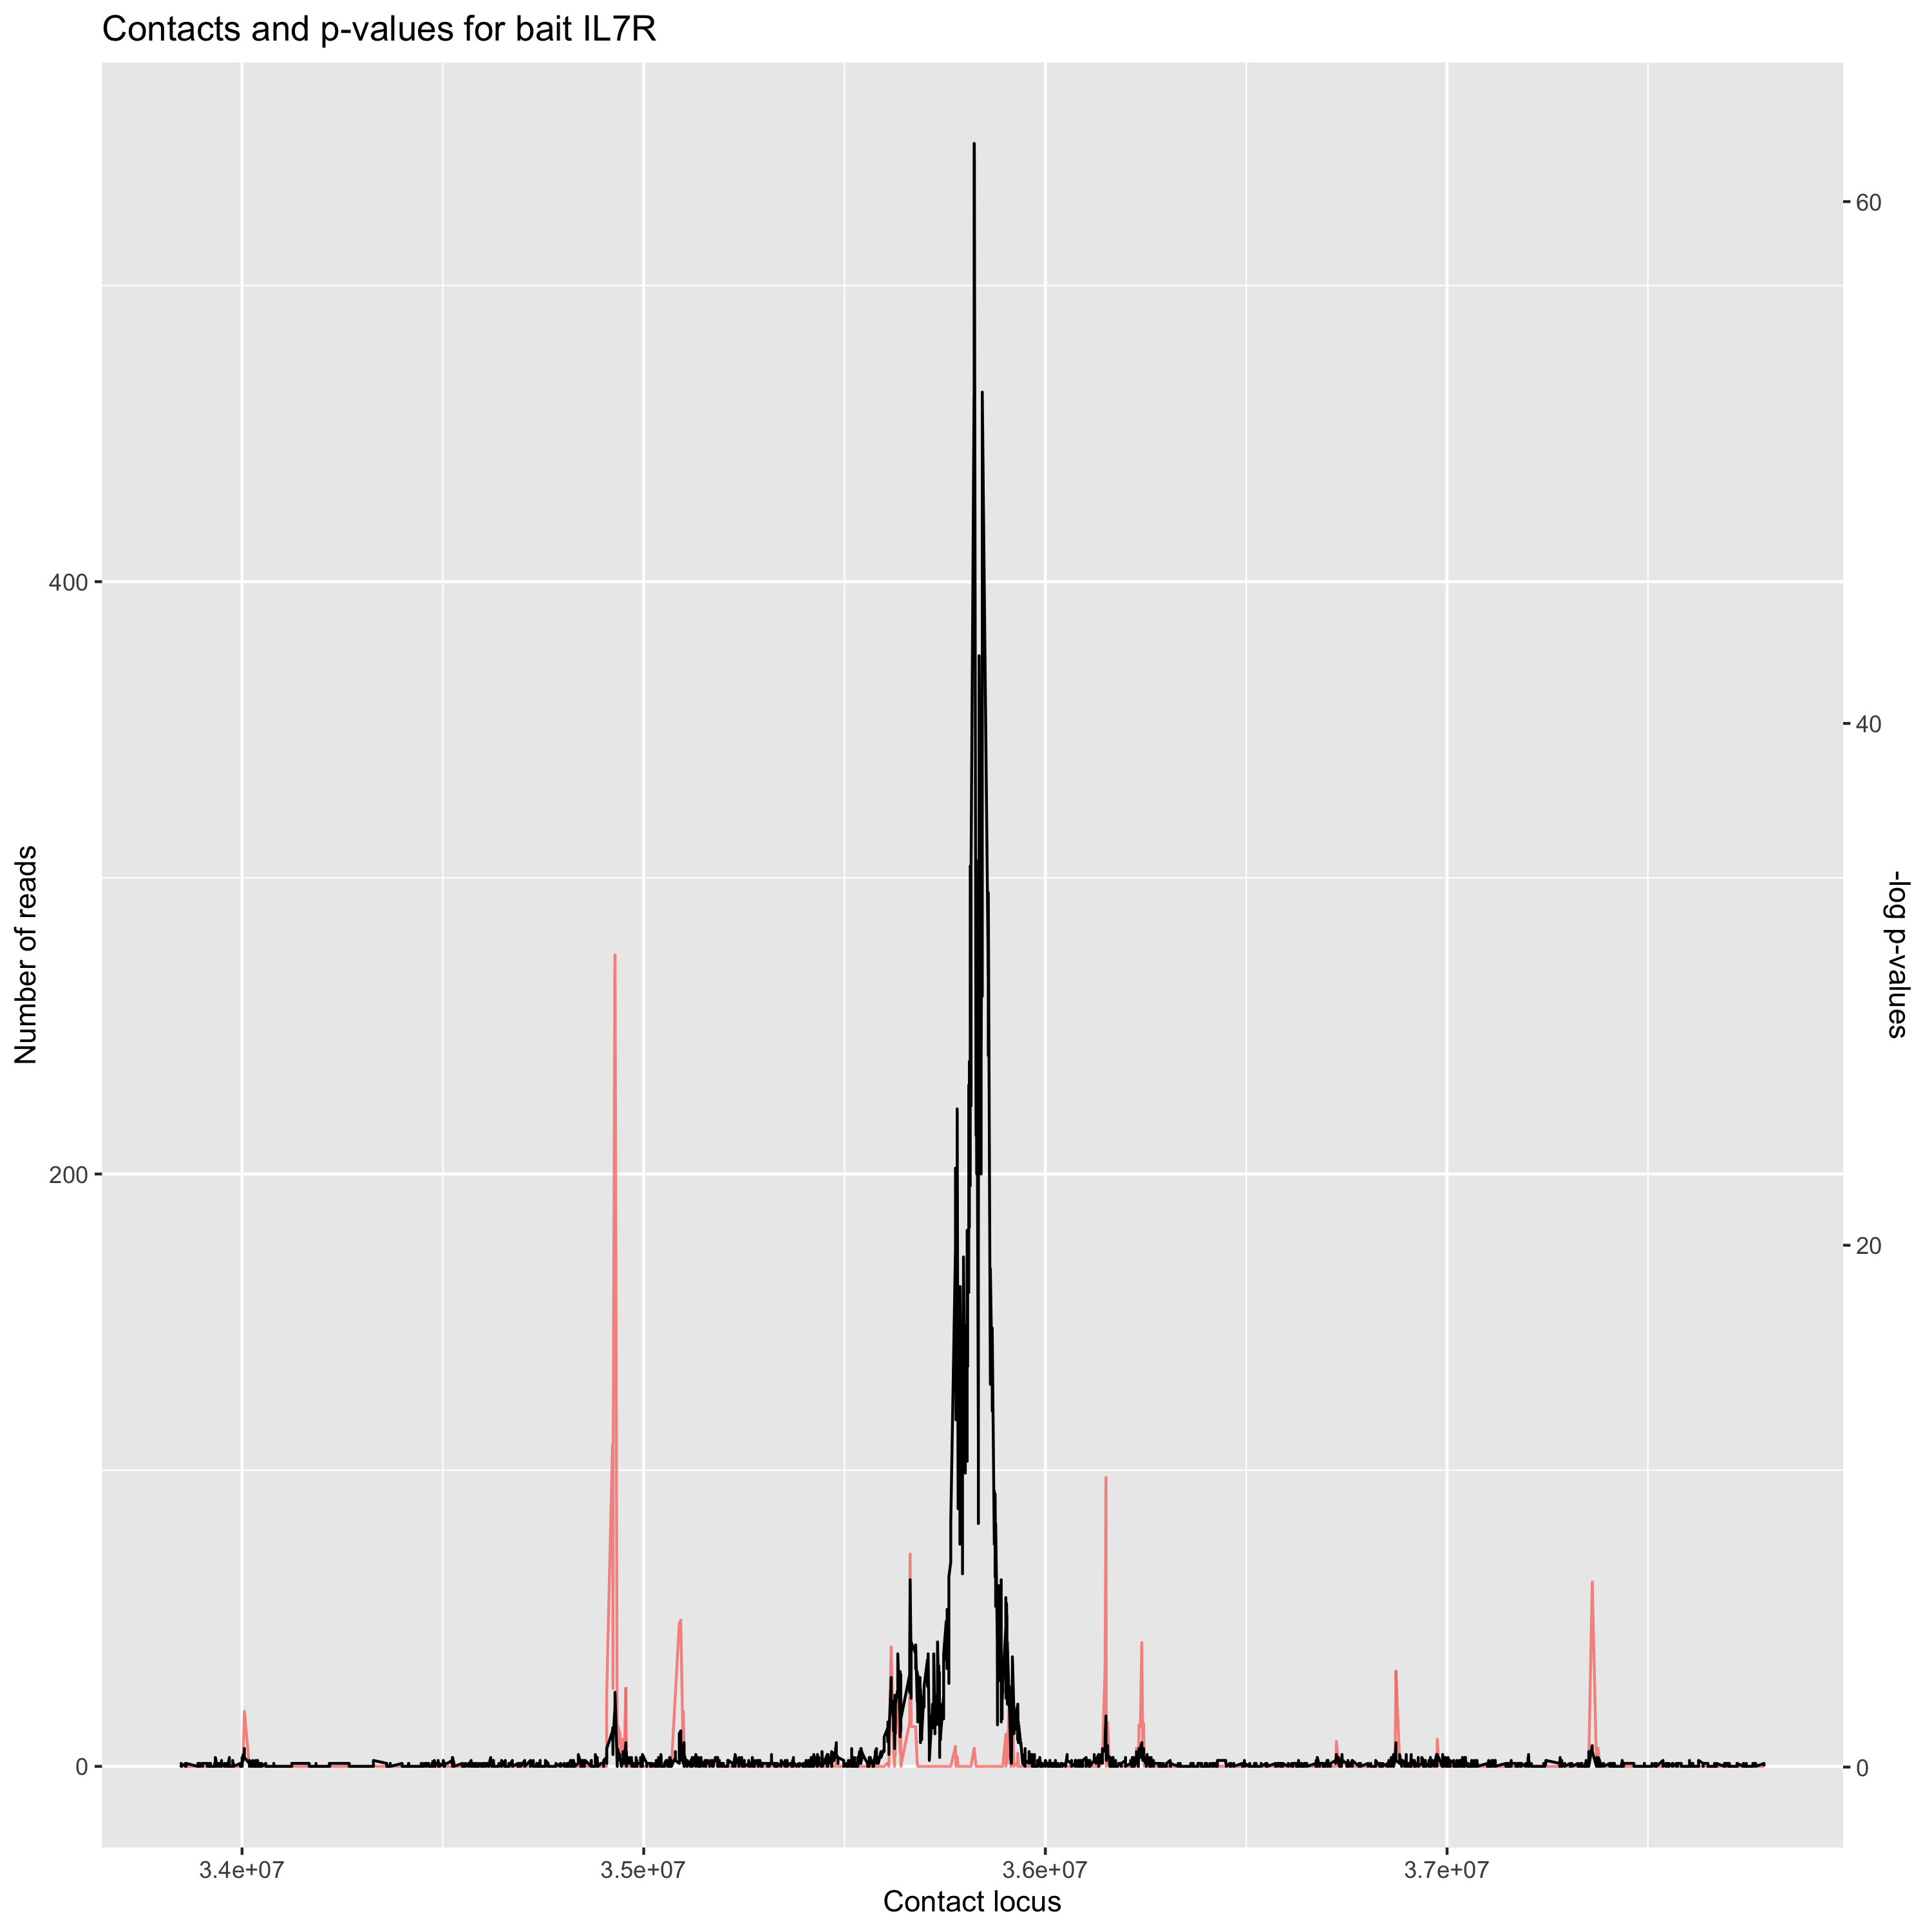 Contacts and p-values for bait IL7R
60
400
40
Number of reads
-log p-values
200
20
0
0
3.4e+07
3.5e+07
3.6e+07
3.7e+07
Contact locus